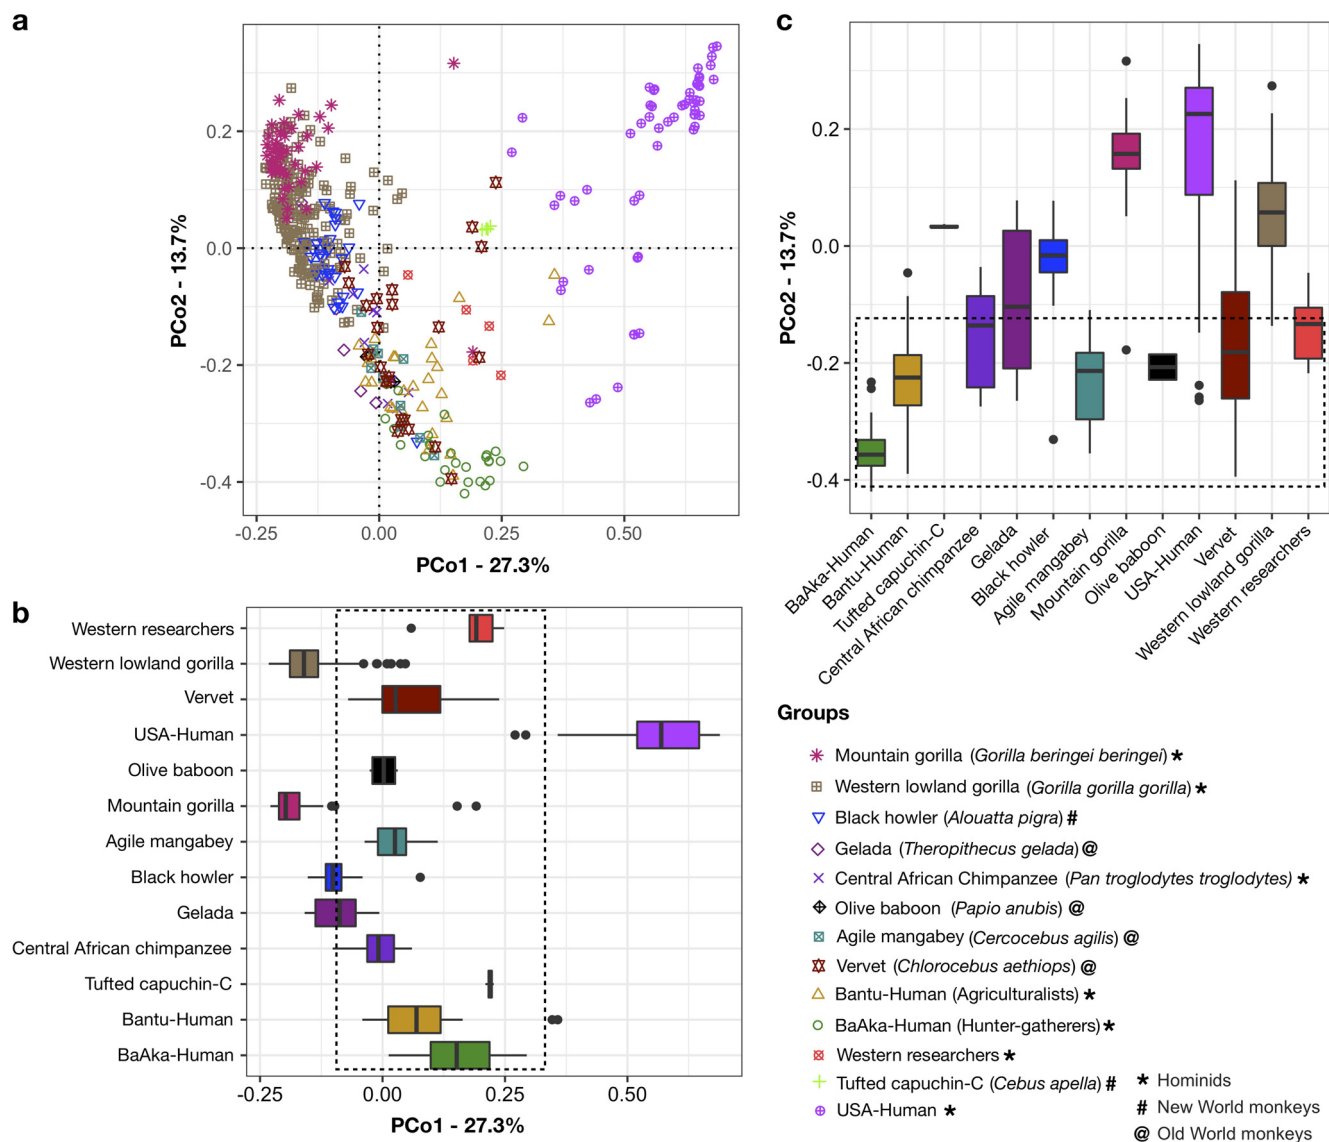 a
0.2
0.0
-0.2
-0.4
PCo2 - 13.7%
-0.25
0.00
0.25
0.50
PCo1 - 27.3%
b
Western researchers
Western lowland gorilla
Vervet
USA-Human
Olive baboon
Mountain gorilla
Agile mangabey
Black howler
Gelada
Central African chimpanzee
Tufted capuchin-C
Bantu-Human
BaAka-Human
-0.25
0.00
0.25
0.50
PCo1 - 27.3%
c
0.2
0.0
-0.2
-0.4
PCo2 - 13.7%
BaAka-Human
Bantu-Human
Tufted capuchin-C
Central African chimpanzee
Gelada
Black howler
Agile mangabey
Mountain gorilla
Olive baboon
USA-Human
Vervet
Western lowland gorilla
Western researchers
Groups
Mountain gorilla (Gorilla beringei beringei) *
Western lowland gorilla (Gorilla gorilla gorilla) *
Black howler (Alouatta pigra) #
Gelada (Theropithecus gelada) @
Central African Chimpanzee (Pan troglodytes troglodytes) *
Olive baboon (Papio anubis) @
Agile mangabey (Cercocebus agilis) @
Vervet (Chlorocebus aethiops) @
Bantu-Human (Agriculturalists) *
BaAka-Human (Hunter-gatherers) *
Western researchers *
Tufted capuchin-C (Cebus apella) #
USA-Human *
* Hominids
# New World monkeys
@ Old World monkeys